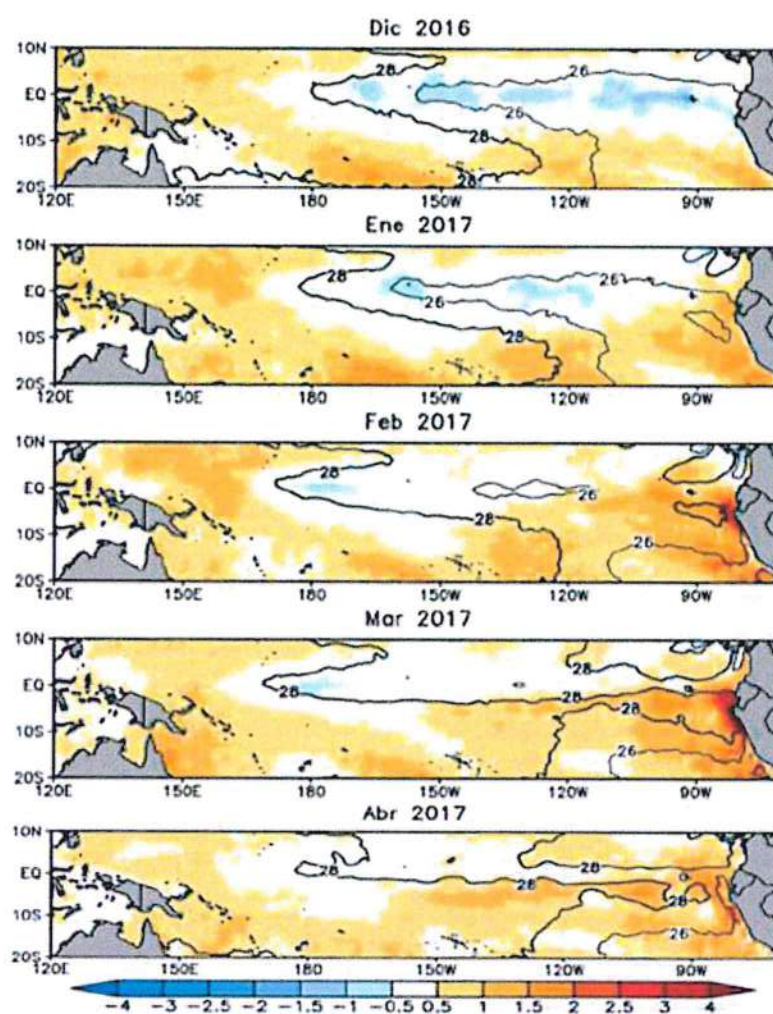 Dic 2016
10N
28
26
EQ
26
10S
28
20S
120E 150E 180 150W 120W 90W
Ene 2017
10N
28
26
EQ
26
10S
28
20S
120E 150E 180 150W 120W 90W
Feb 2017
10N
28
EQ
26
28
10S
26
20S
120E 150E 180 150W 120W 90W
Mar 2017
10N
28
EQ
28
28
28
10S
26
20S
120E 150E 180 150W 120W 90W
Abr 2017
10N
28
28
EQ
28
28
10S
26
20S
120E 150E 180 150W 120W 90W
-4 -3 -2.5 -2 -1.5 -1 -0.5 0.5 1 1.5 2 2.5 3 4